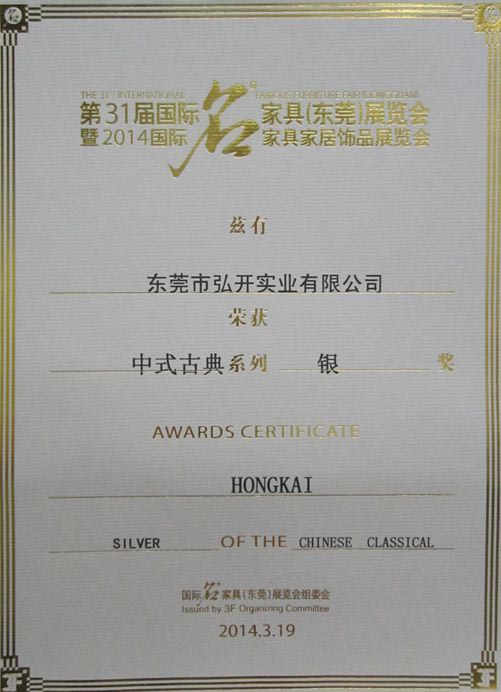 THE 31ST INTERNATIONAL FAMOUS FURNITURE FAIR (DONGGUAN)
第31届国际名家具(东莞)展览会
暨2014国际名家具家居饰品展览会
兹有
东莞市弘开实业有限公司
荣获
中式古典系列 银 奖
AWARDS CERTIFICATE
HONGKAI
SILVER OF THE CHINESE CLASSICAL
国际名家具(东莞)展览会组委会
Issued by 3F Organizing Committee
2014.3.19
3F
3F